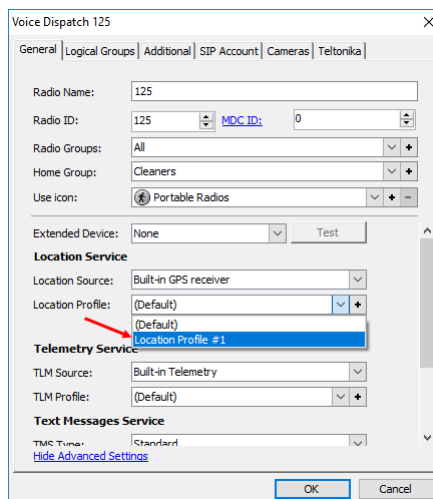 Voice Dispatch 125
General Logical Groups Additional SIP Account Cameras Teltonika
Radio Name: 125
Radio ID: 125 MDC ID: 0
Radio Groups: All
Home Group: Cleaners
Use icon: Portable Radios
Extended Device: None Test
Location Service
Location Source: Built-in GPS receiver
Location Profile: (Default)
(Default)
Location Profile #1
Telemetry Service
TLM Source: Built-in Telemetry
TLM Profile: (Default)
Text Messages Service
TMS Type: Standard
Hide Advanced Settings
OK Cancel